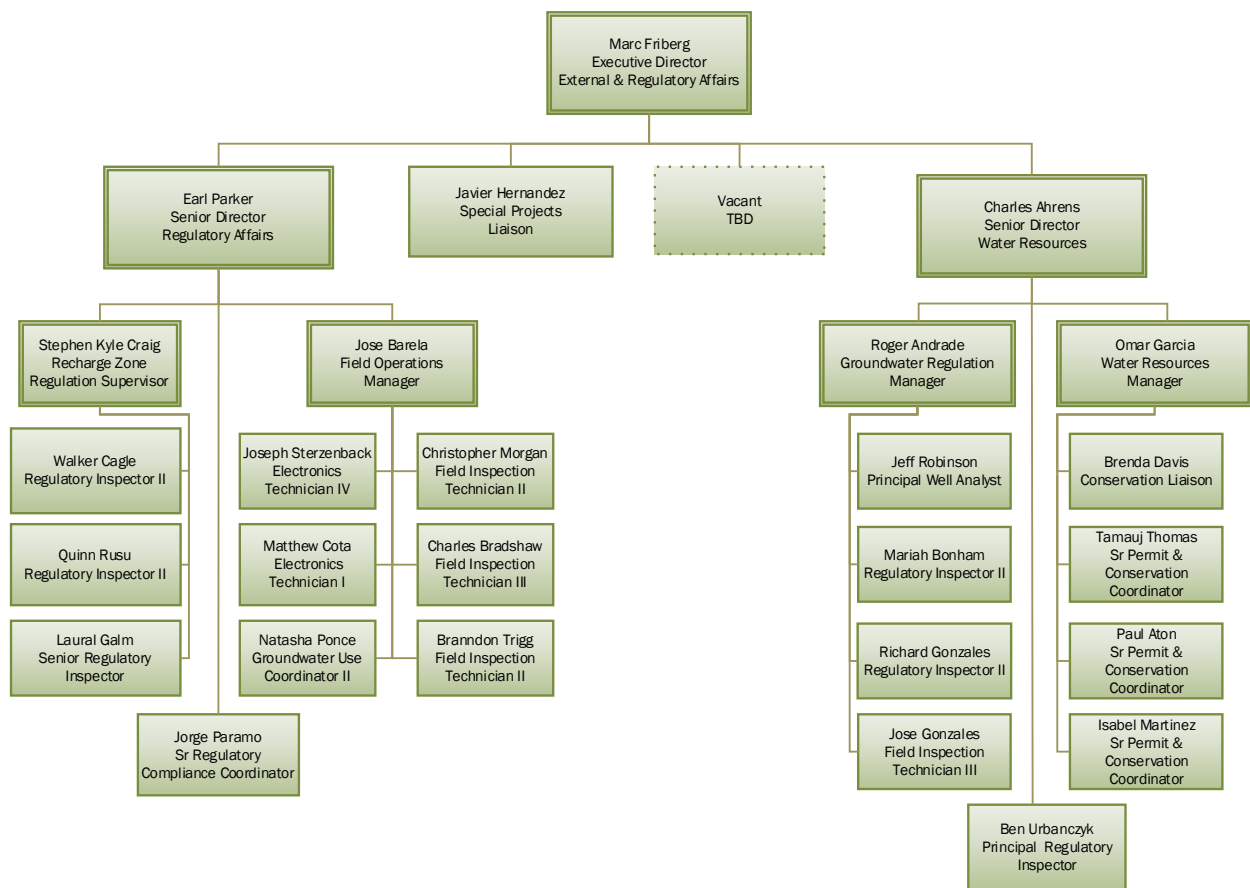 Marc Friberg
Executive Director
External & Regulatory Affairs
Earl Parker
Senior Director
Regulatory Affairs
Javier Hernandez
Special Projects
Liaison
Vacant
TBD
Charles Ahrens
Senior Director
Water Resources
Stephen Kyle Craig
Recharge Zone
Regulation Supervisor
Jose Barela
Field Operations
Manager
Roger Andrade
Groundwater Regulation
Manager
Omar Garcia
Water Resources
Manager
Walker Cagle
Regulatory Inspector II
Joseph Sterzenback
Electronics
Technician IV
Christopher Morgan
Field Inspection
Technician II
Jeff Robinson
Principal Well Analyst
Brenda Davis
Conservation Liaison
Quinn Rusu
Regulatory Inspector II
Matthew Cota
Electronics
Technician I
Charles Bradshaw
Field Inspection
Technician III
Mariah Bonham
Regulatory Inspector II
Tamauj Thomas
Sr Permit &
Conservation
Coordinator
Laural Galm
Senior Regulatory
Inspector
Natasha Ponce
Groundwater Use
Coordinator II
Branndon Trigg
Field Inspection
Technician II
Richard Gonzales
Regulatory Inspector II
Paul Aton
Sr Permit &
Conservation
Coordinator
Jorge Paramo
Sr Regulatory
Compliance Coordinator
Jose Gonzales
Field Inspection
Technician III
Isabel Martinez
Sr Permit &
Conservation
Coordinator
Ben Urbanczyk
Principal Regulatory
Inspector